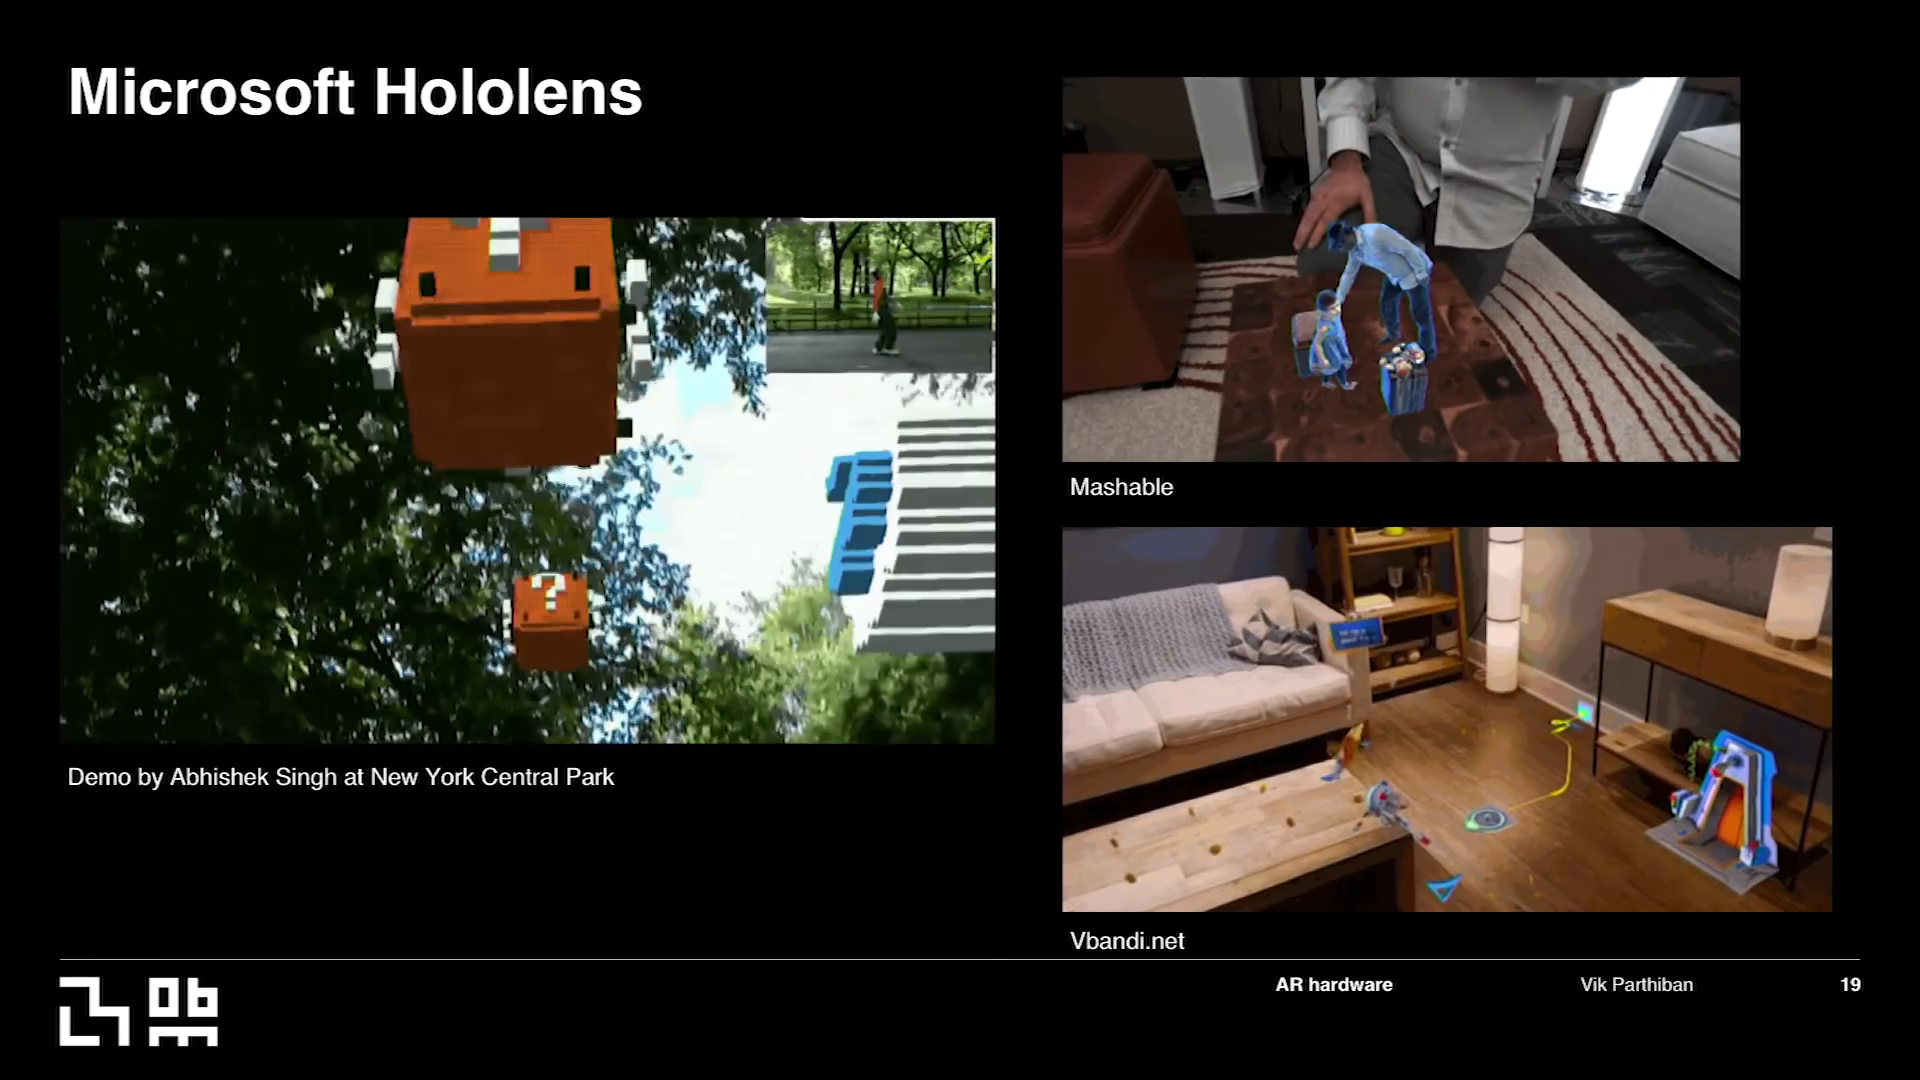 Microsoft Hololens
?
Demo by Abhishek Singh at New York Central Park
Mashable
Vbandi.net
AR hardware
Vik Parthiban
19